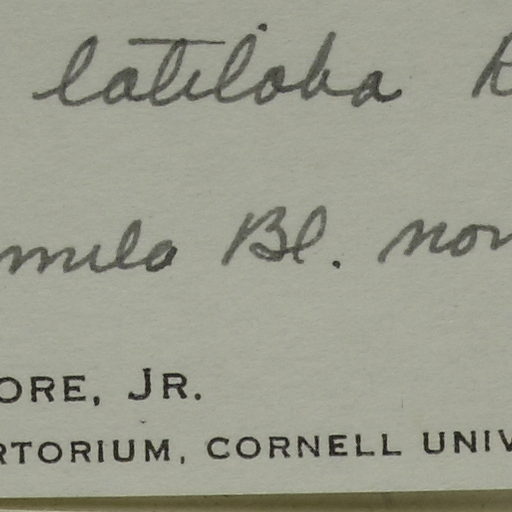 latiloba
mula Bl. non
ORE, JR.
RTORIUM, CORNELL UNIV